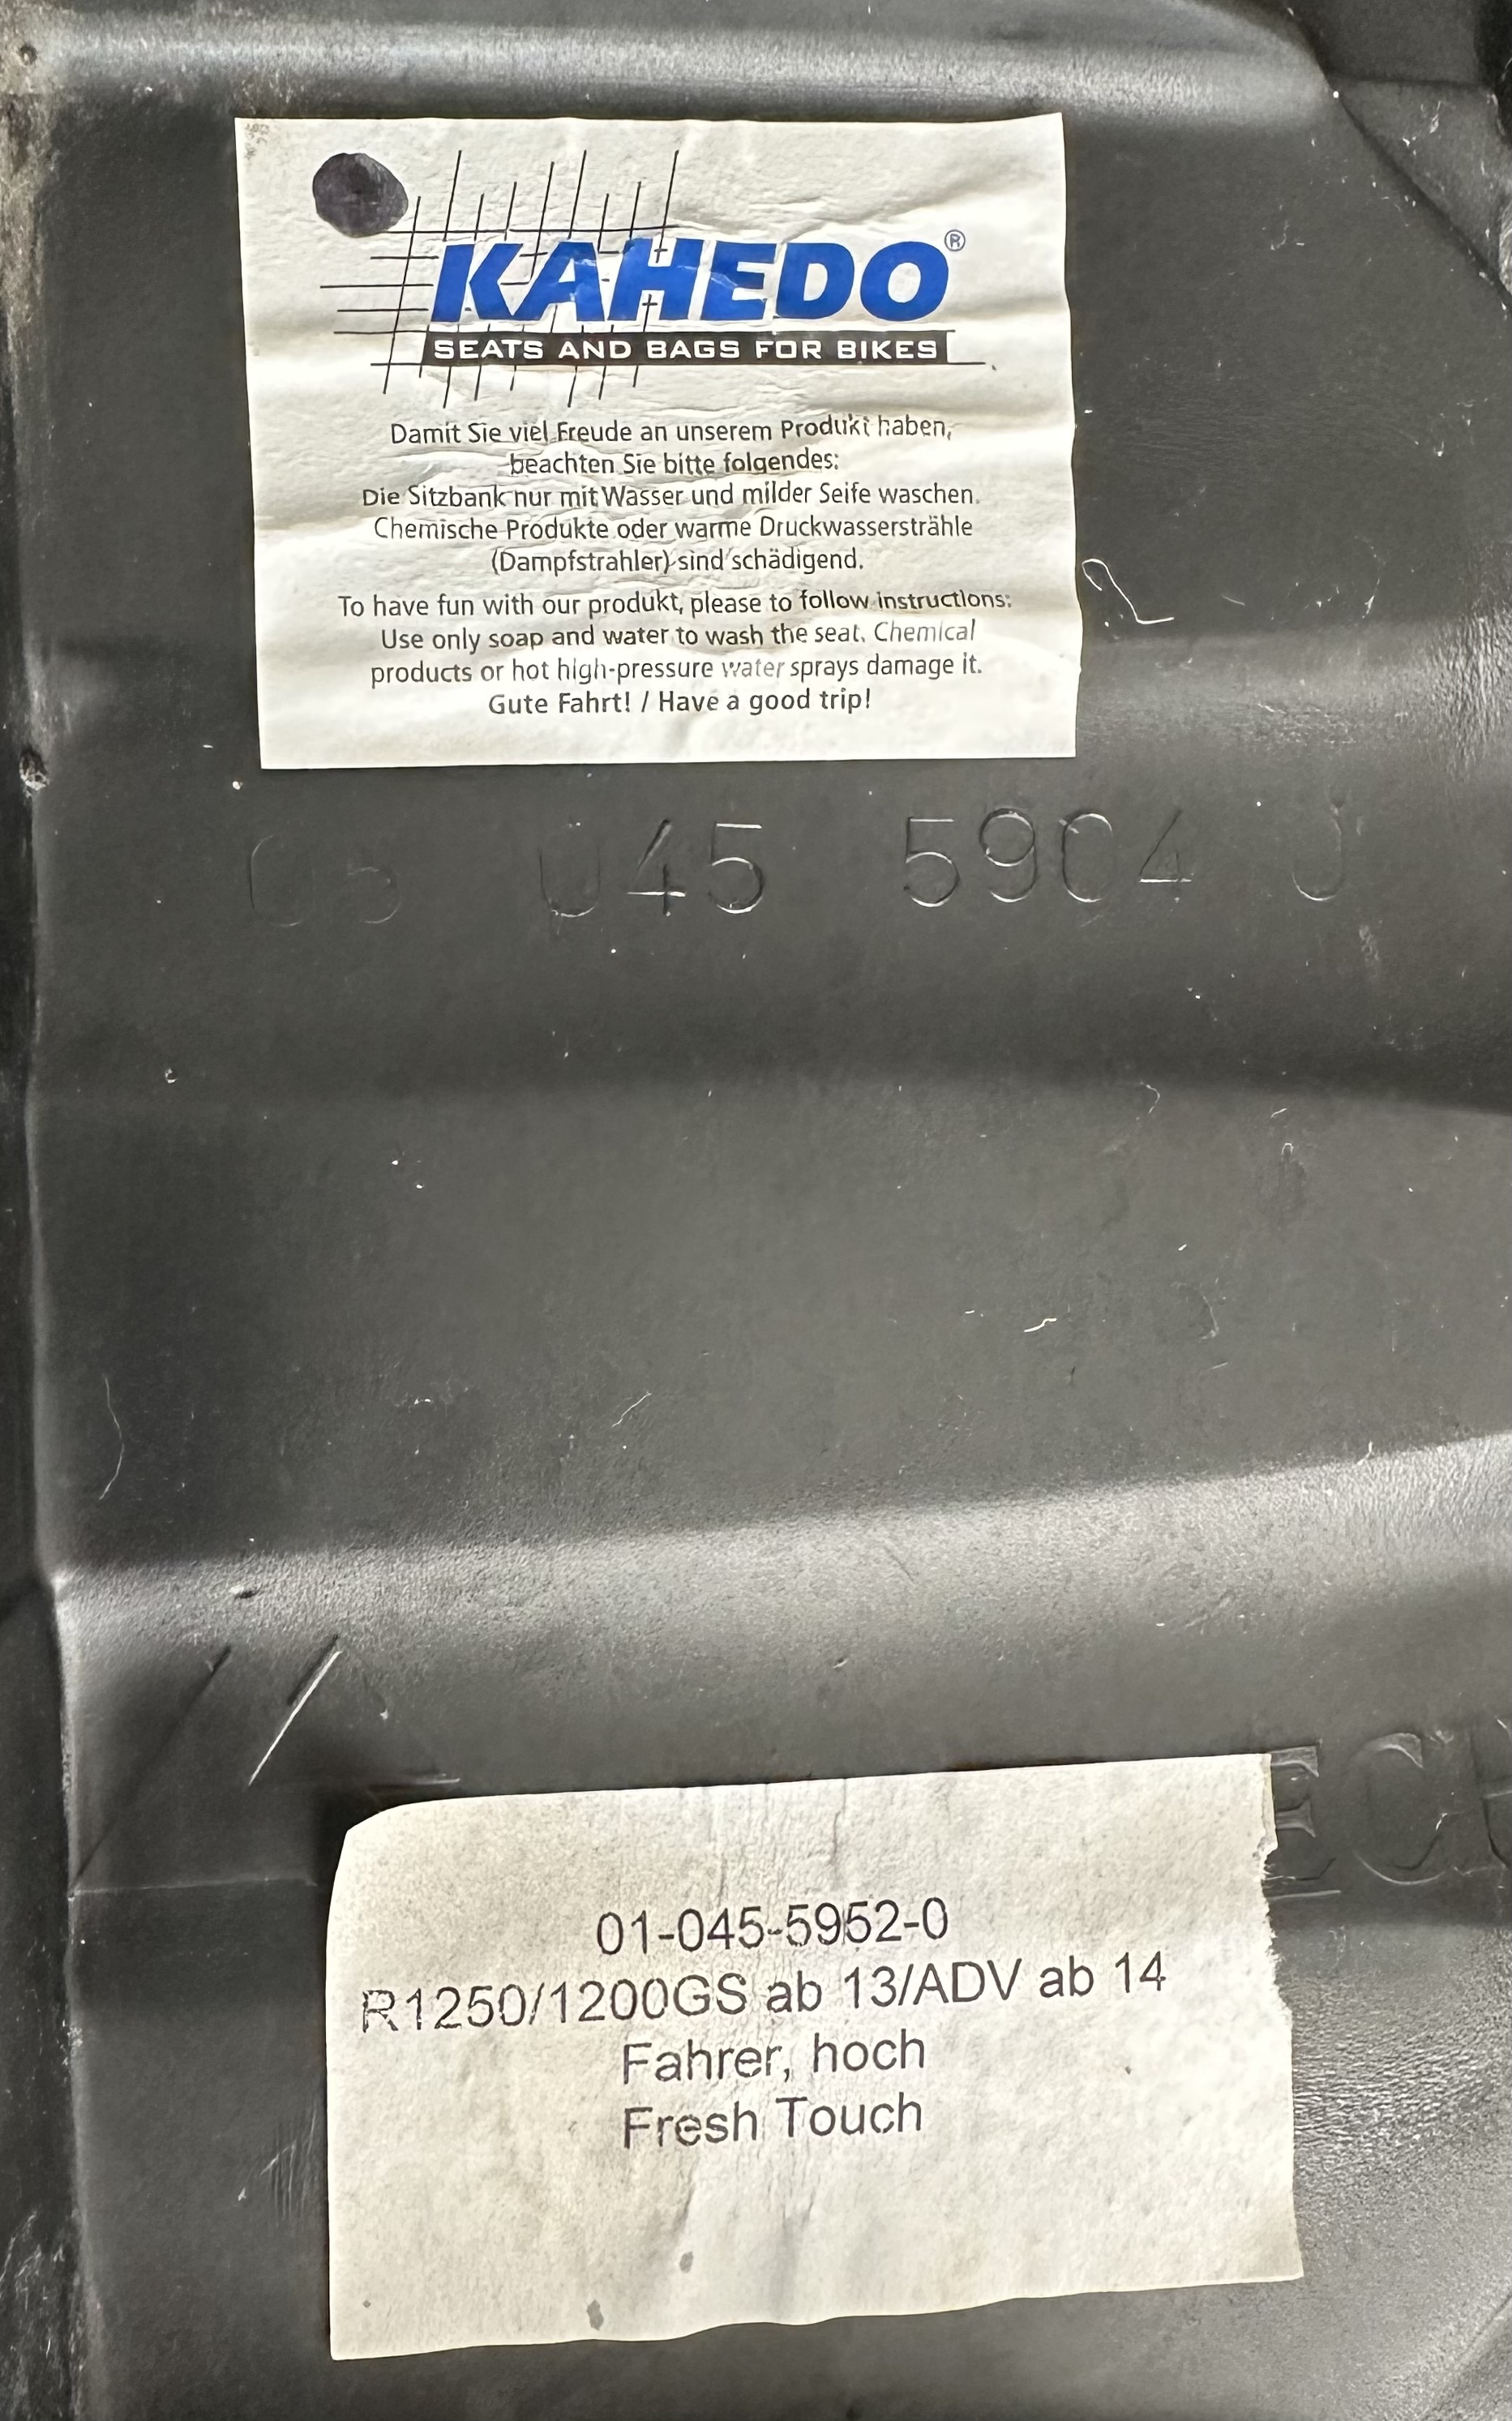 KAHEDO®
SEATS AND BAGS FOR BIKES
Damit Sie viel Freude an unserem Produkt haben,
beachten Sie bitte folgendes:
Die Sitzbank nur mit Wasser und milder Seife waschen.
Chemische Produkte oder warme Druckwassersträhle
(Dampfstrahler) sind schädigend.
To have fun with our produkt, please to follow instructions:
Use only soap and water to wash the seat. Chemical
products or hot high-pressure water sprays damage it.
Gute Fahrt! / Have a good trip!
05 045 5904
01-045-5952-0
R1250/1200GS ab 13/ADV ab 14
Fahrer, hoch
Fresh Touch